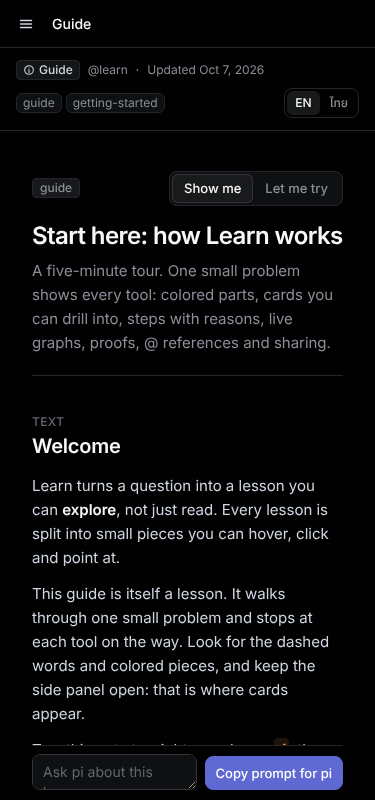 Guide
Guide @learn · Updated Oct 7, 2026
guide getting-started
EN ไทย
guide
Show me Let me try
Start here: how Learn works
A five-minute tour. One small problem
shows every tool: colored parts, cards you
can drill into, steps with reasons, live
graphs, proofs, @ references and sharing.
TEXT
Welcome
Learn turns a question into a lesson you
can explore, not just read. Every lesson is
split into small pieces you can hover, click
and point at.
This guide is itself a lesson. It walks
through one small problem and stops at
each tool on the way. Look for the dashed
words and colored pieces, and keep the
side panel open: that is where cards
appear.
Ask pi about this
Copy prompt for pi